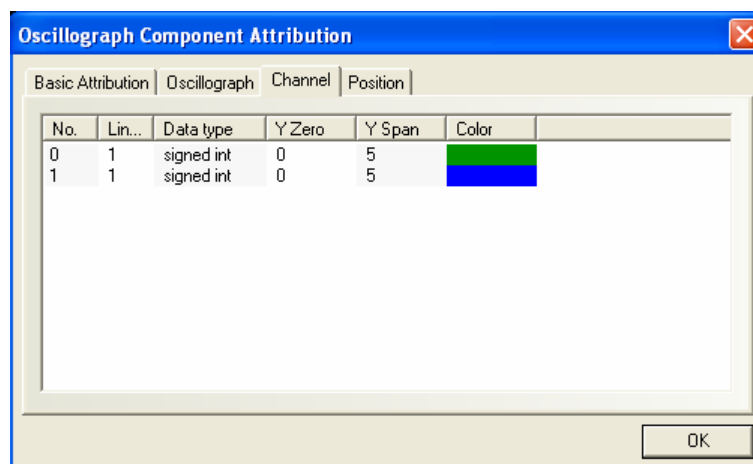 Oscillograph Component Attribution
Basic Attribution Oscillograph Channel Position
No. Lin... Data type Y Zero Y Span Color
0 1 signed int 0 5
1 1 signed int 0 5
OK